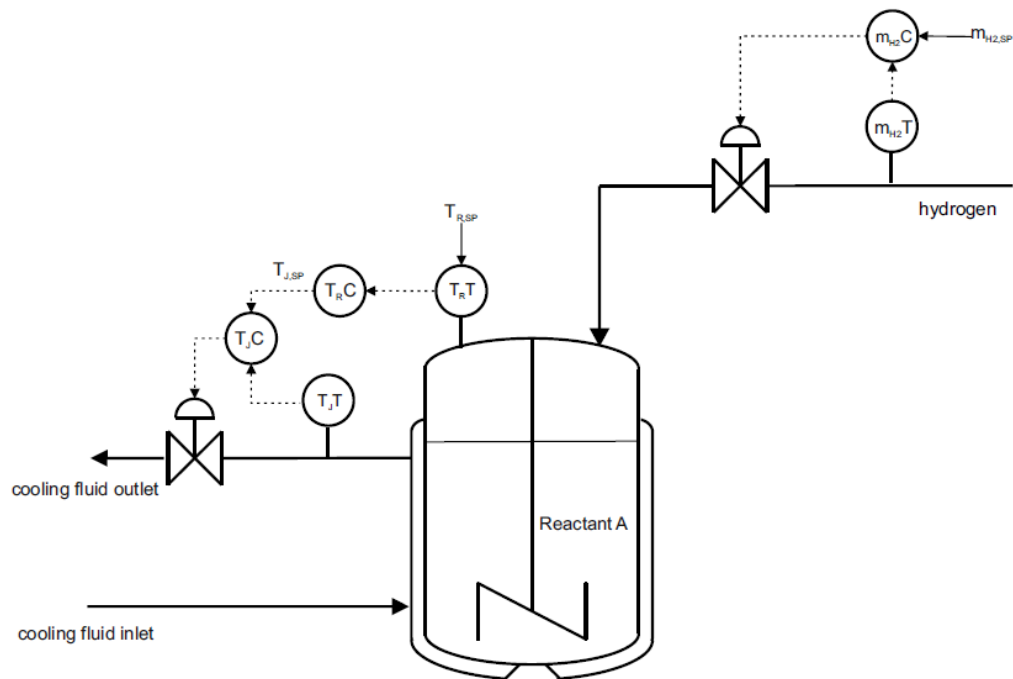 m_H2C
m_H2,SP
m_H2T
hydrogen
T_R,SP
T_J,SP
T_RC
T_RT
T_JC
T_JT
cooling fluid outlet
Reactant A
cooling fluid inlet